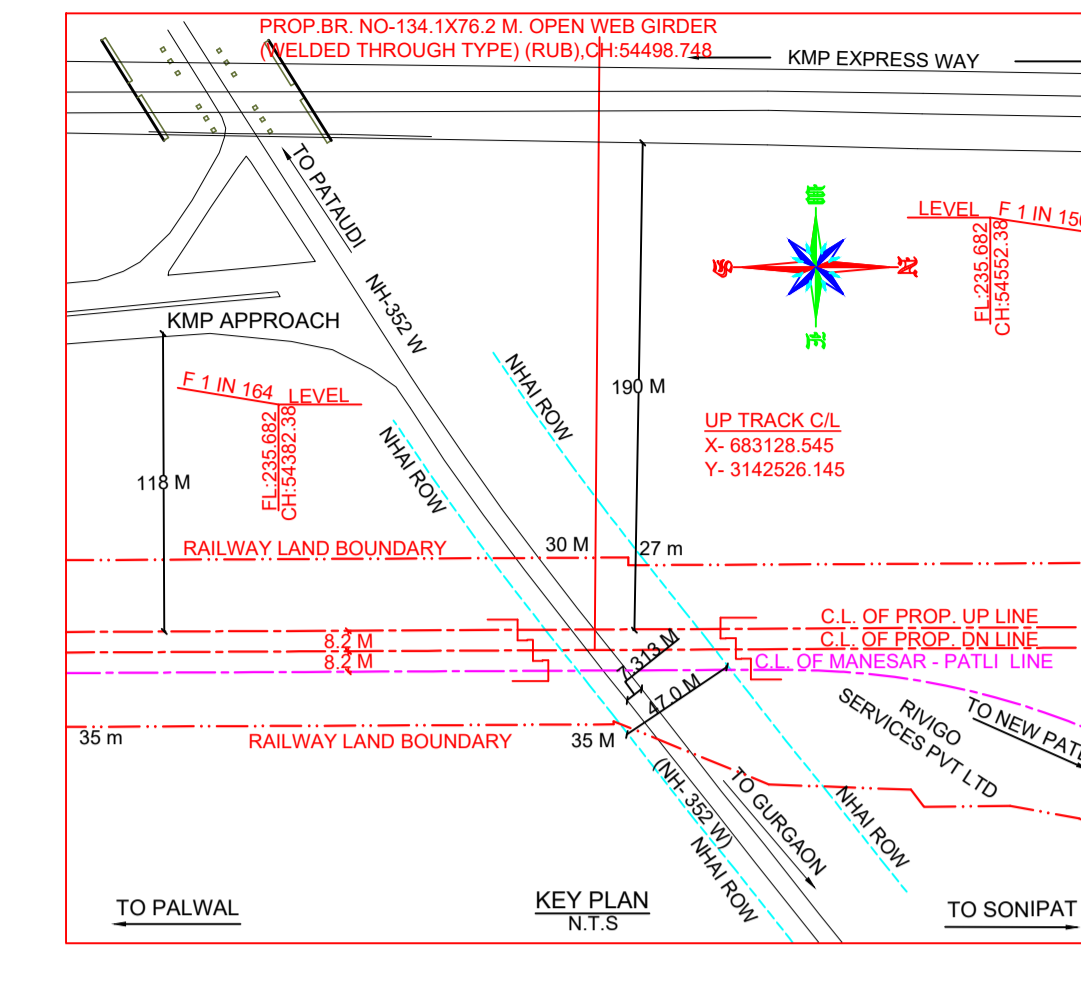 PROP.BR. NO-134.1X76.2 M. OPEN WEB GIRDER
(WELDED THROUGH TYPE) (RUB),CH:54498.748
KMP EXPRESS WAY
TO PATAUDI
W
S
N
E
LEVEL
F 1 IN 150
FL:235.682
CH:54552.38
NH-352 W
KMP APPROACH
F 1 IN 164
LEVEL
FL:235.682
CH:54382.38
NHAI ROW
NHAI ROW
190 M
UP TRACK C/L
X- 683128.545
Y- 3142526.145
118 M
RAILWAY LAND BOUNDARY
30 M
27 m
C.L. OF PROP. UP LINE
C.L. OF PROP. DN LINE
C.L. OF MANESAR - PATLI LINE
8.2 M
8.2 M
7.313 M
47.0 M
RIVIGO
SERVICES PVT LTD
TO NEW
35 m
RAILWAY LAND BOUNDARY
35 M
(NH- 352 W)
TO GURGAON
NHAI ROW
NHAI ROW
TO PALWAL
KEY PLAN
N.T.S
TO SONIPAT